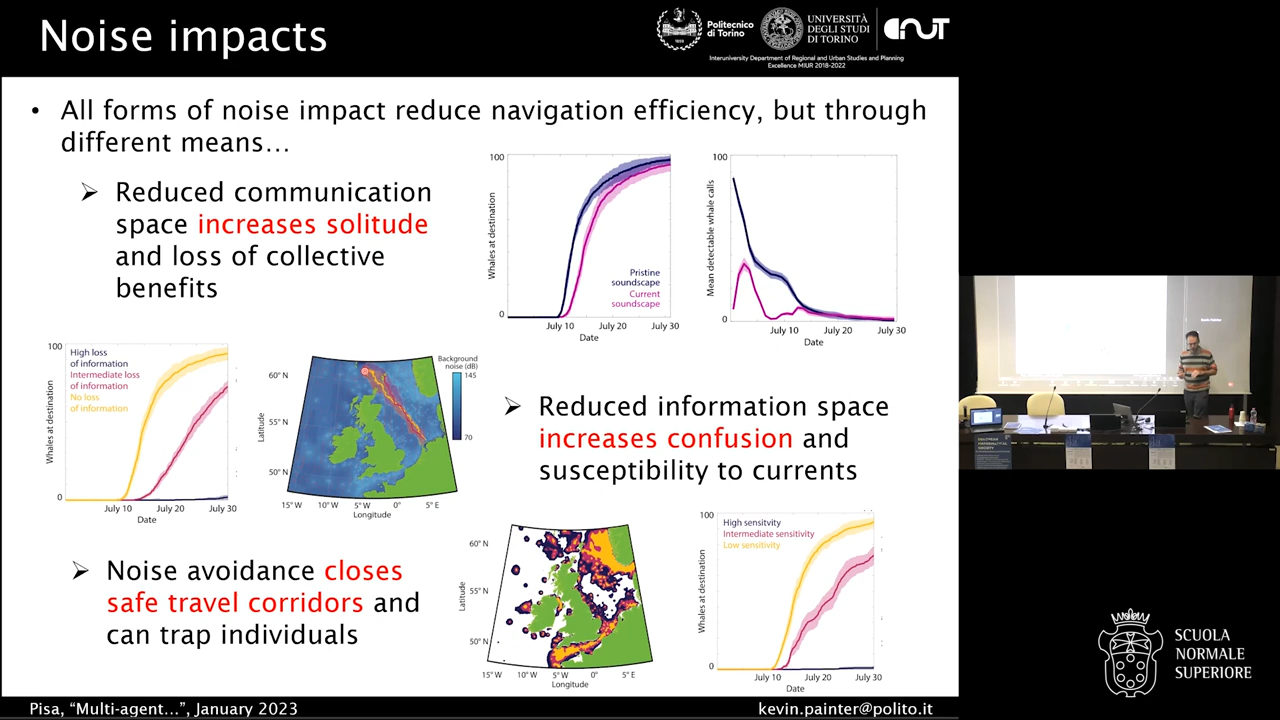 Noise impacts
Politecnico
di Torino
UNIVERSITÀ
DEGLI STUDI
DI TORINO
Interuniversity Department of Regional and Urban Studies and Planning
Excellence MIUR 2018-2022
• All forms of noise impact reduce navigation efficiency, but through
different means…
➢ Reduced communication
space increases solitude
and loss of collective
benefits
100
Whales at destination
0
Pristine
soundscape
Current
soundscape
July 10 July 20 July 30
Date
100
Mean detectable whale calls
0
July 10 July 20 July 30
Date
100
High loss
of information
Intermediate loss
of information
No loss
of information
Whales at destination
0
July 10 July 20 July 30
Date
Background
noise (dB)
145
70
60° N
55° N
50° N
Latitude
15° W 10° W 5° W 0° 5° E
Longitude
➢ Reduced information space
increases confusion and
susceptibility to currents
➢ Noise avoidance closes
safe travel corridors and
can trap individuals
60° N
55° N
50° N
Latitude
15° W 10° W 5° W 0° 5° E
Longitude
100
High sensitvity
Intermediate sensitivity
Low sensitivity
Whales at destination
0
July 10 July 20 July 30
Date
SCUOLA
NORMALE
SUPERIORE
Pisa, “Multi-agent…”, January 2023
kevin.painter@polito.it